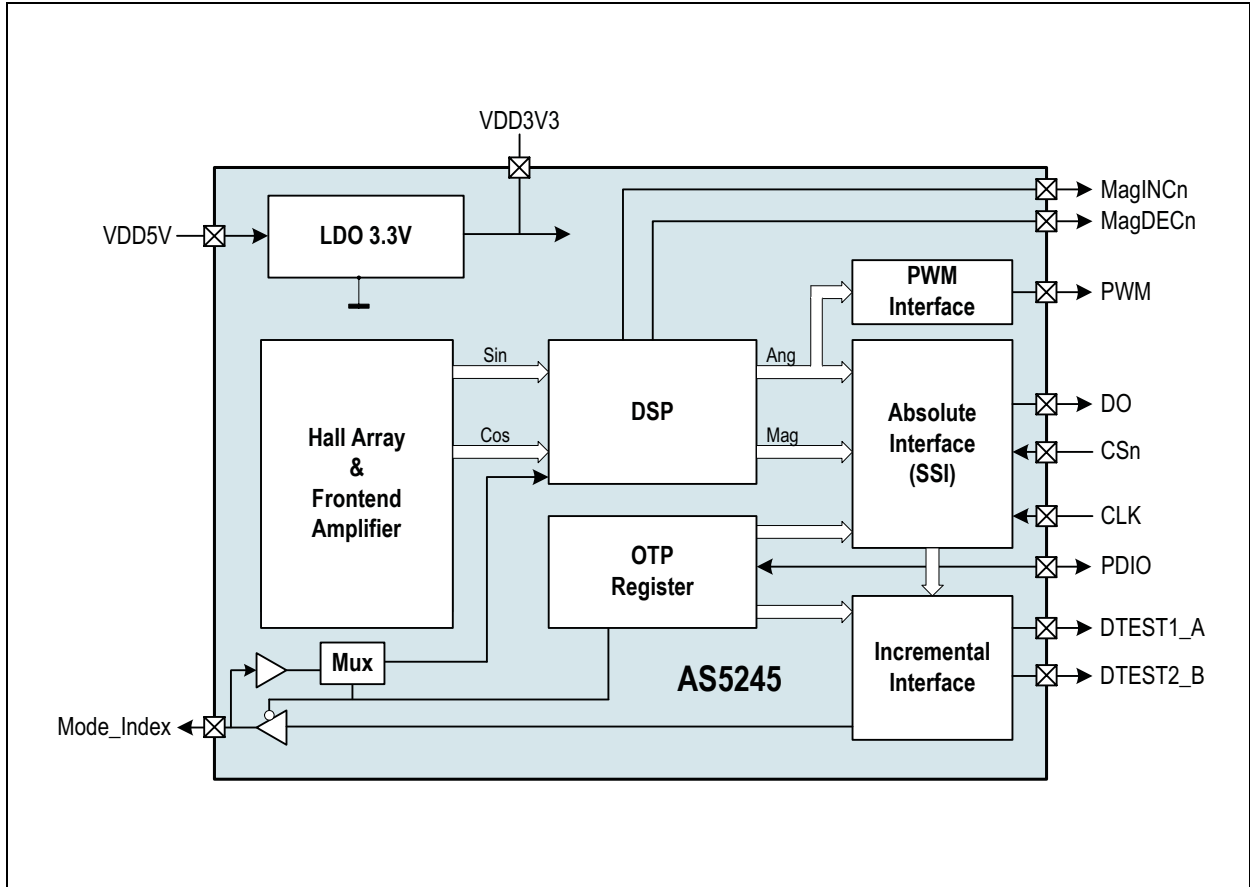 VDD3V3
MagINCn
MagDECn
VDD5V
LDO 3.3V
PWM
Interface
PWM
Sin
Cos
Hall Array
&
Frontend
Amplifier
DSP
Ang
Mag
Absolute
Interface
(SSI)
DO
CSn
CLK
OTP
Register
PDIO
Mux
AS5245
Incremental
Interface
DTEST1_A
DTEST2_B
Mode_Index